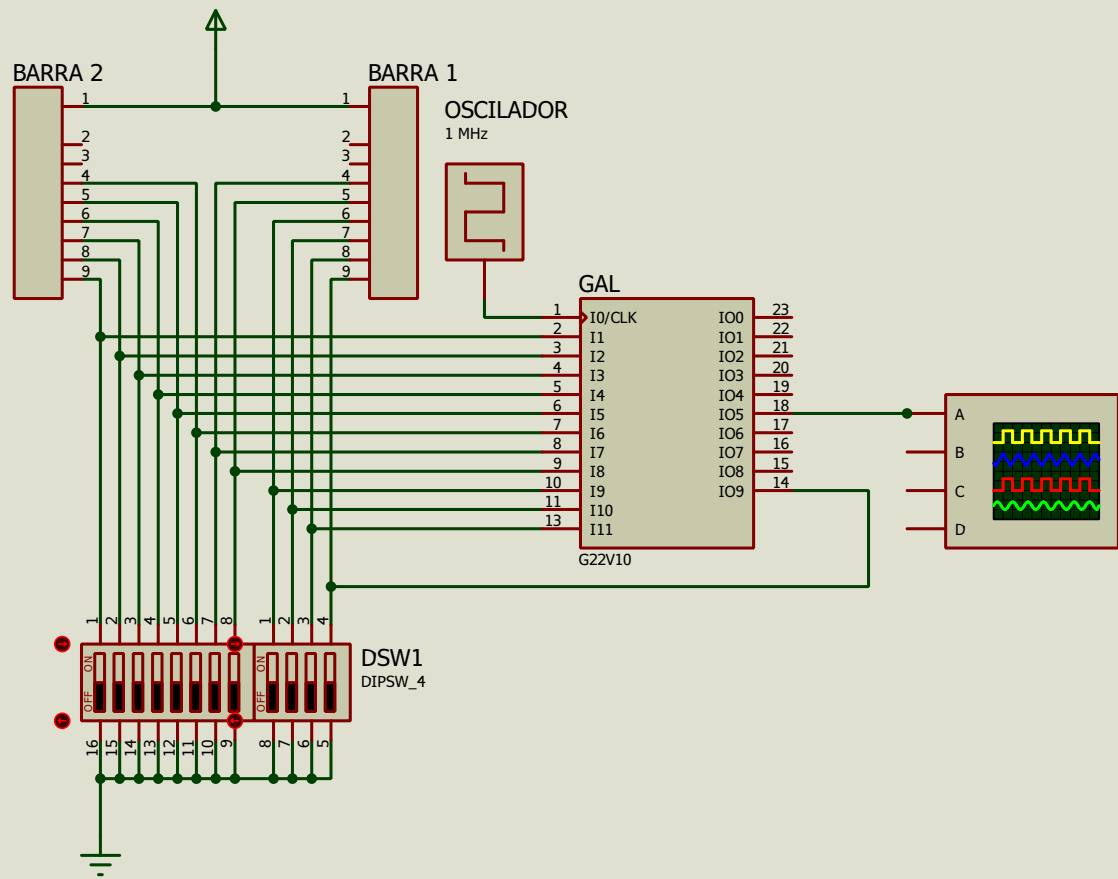 BARRA 2
1
2
3
4
5
6
7
8
9
BARRA 1
1
2
3
4
5
6
7
8
9
OSCILADOR
1 MHz
GAL
1 I0/CLK IO0 23
2 I1 IO1 22
3 I2 IO2 21
4 I3 IO3 20
5 I4 IO4 19
6 I5 IO5 18
7 I6 IO6 17
8 I7 IO7 16
9 I8 IO8 15
10 I9 IO9 14
11 I10
13 I11
G22V10
A
B
C
D
1 2 3 4 5 6 7 8 1 2 3 4
ON ON
OFF OFF
DSW1
DIPSW_4
16 15 14 13 12 11 10 9 8 7 6 5